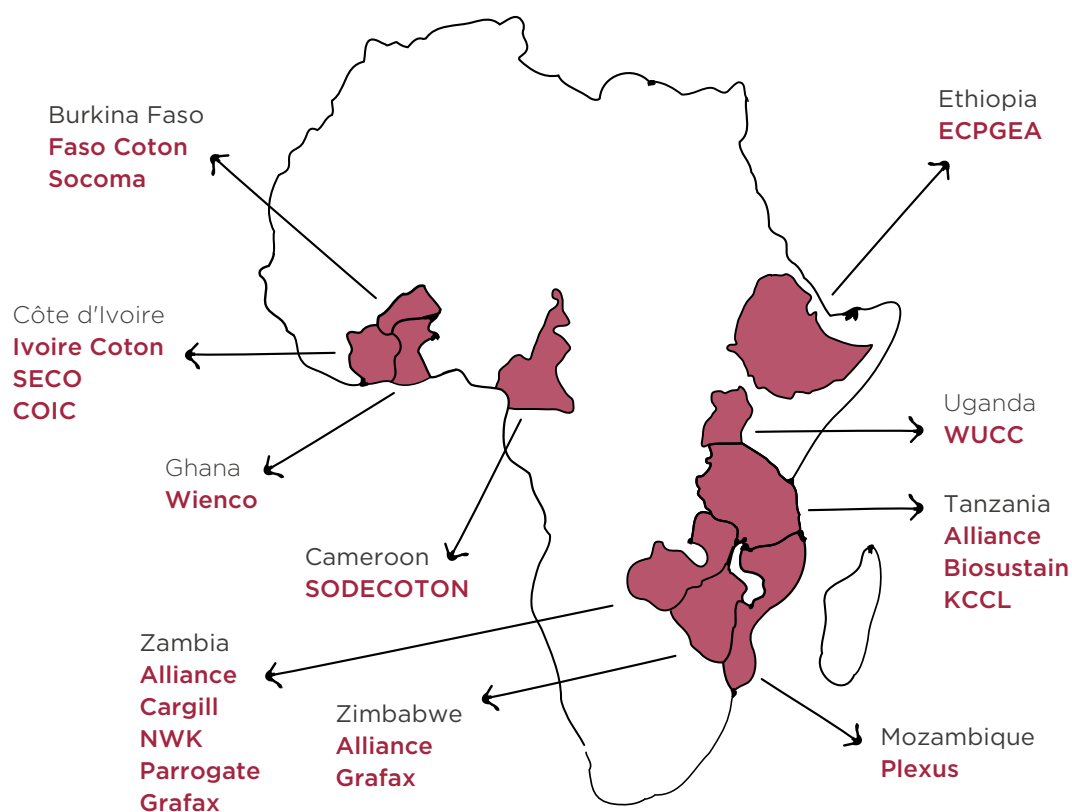 Burkina Faso
Faso Coton
Socoma
Ethiopia
ECPGEA
Côte d'Ivoire
Ivoire Coton
SECO
COIC
Uganda
WUCC
Ghana
Wienco
Tanzania
Alliance
Biosustain
KCCL
Cameroon
SODECOTON
Zambia
Alliance
Cargill
NWK
Parrogate
Grafax
Zimbabwe
Alliance
Grafax
Mozambique
Plexus